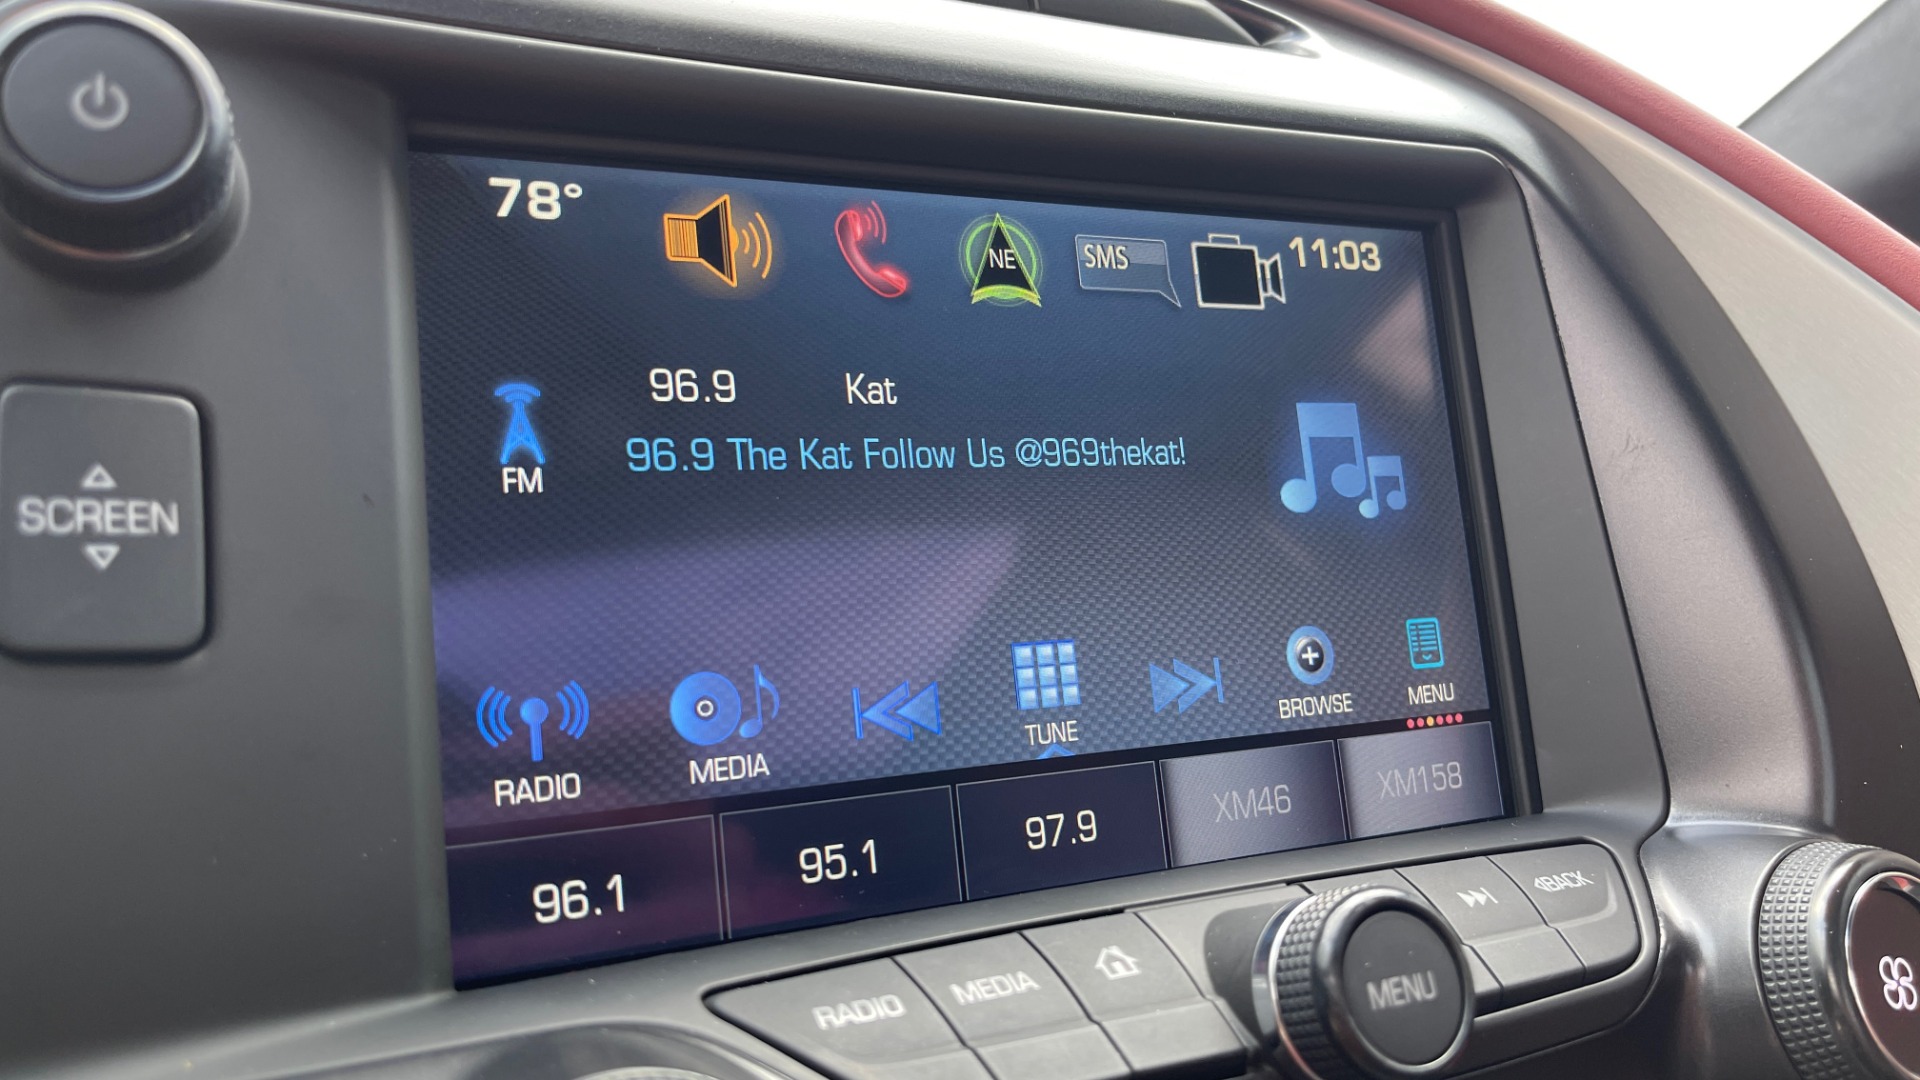 78°
NE
SMS
11:03
96.9 Kat
FM
96.9 The Kat Follow Us @969thekat!
SCREEN
RADIO
MEDIA
TUNE
BROWSE
MENU
96.1
95.1
97.9
XM46
XM158
RADIO
MEDIA
MENU
BACK